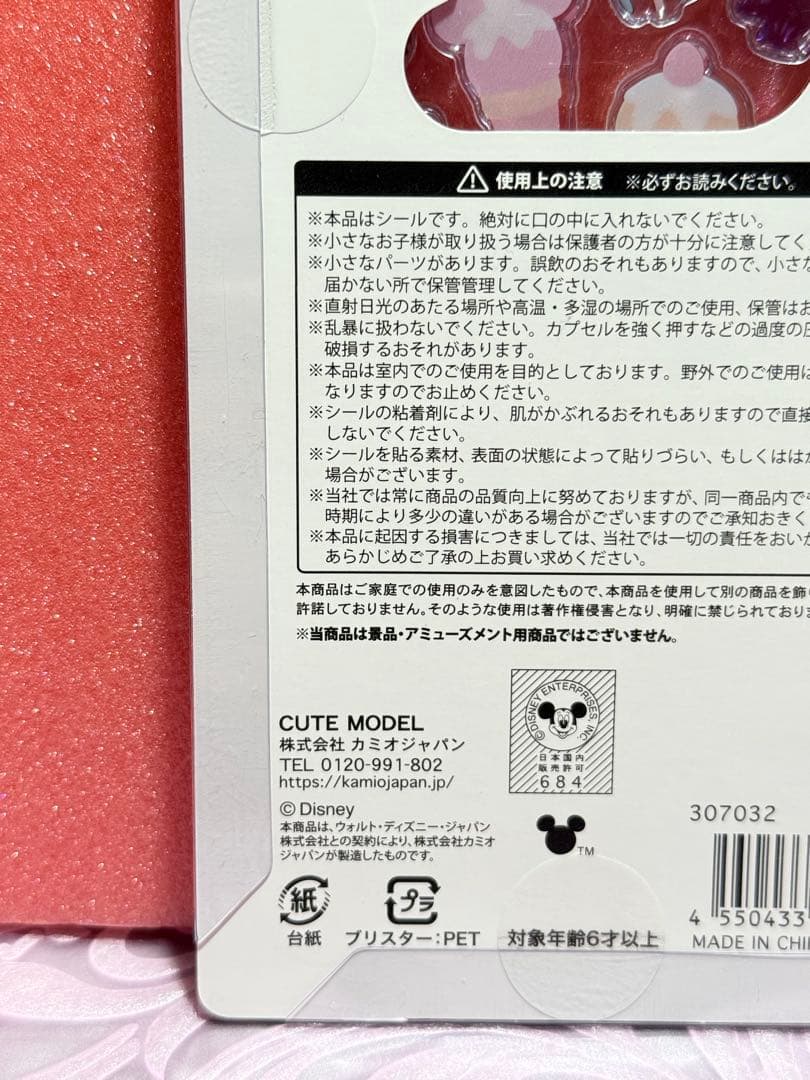 ⚠ 使用上の注意 ※必ずお読みください。
※本品はシールです。絶対に口の中に入れないでください。
※小さなお子様が取り扱う場合は保護者の方が十分に注意してく
※小さなパーツがあります。誤飲のおそれもありますので、小さな
届かない所で保管管理してください。
※直射日光のあたる場所や高温・多湿の場所でのご使用、保管はお
※乱暴に扱わないでください。カプセルを強く押すなどの過度の圧
破損するおそれがあります。
※本品は室内でのご使用を目的としております。野外でのご使用は
なりますのでお止めください。
※シールの粘着剤により、肌がかぶれるおそれもありますので直接
しないでください。
※シールを貼る素材、表面の状態によって貼りづらい、もしくははが
場合がございます。
※当社では常に商品の品質向上に努めておりますが、同一商品内で
時期により多少の違いがある場合がございますのでご承知おきく
※本品に起因する損害につきましては、当社では一切の責任をおいか
あらかじめご了承の上お買い求めください。
本商品はご家庭での使用のみを意図したもので、本商品を使用して別の商品を飾
許諾しておりません。そのような使用は著作権侵害となり、明確に禁じられており
※当商品は景品・アミューズメント用商品ではございません。
©DISNEY ENTERPRISES, INC.
日本国内
販売許可
684
CUTE MODEL
株式会社 カミオジャパン
TEL 0120-991-802
https://kamiojapan.jp/
©Disney
本商品は、ウォルト・ディズニー・ジャパン
株式会社との契約により、株式会社カミオ
ジャパンが製造したものです。
TM
307032
4 550433
紙
台紙
プラ
ブリスター:PET
対象年齢6才以上
MADE IN CHI